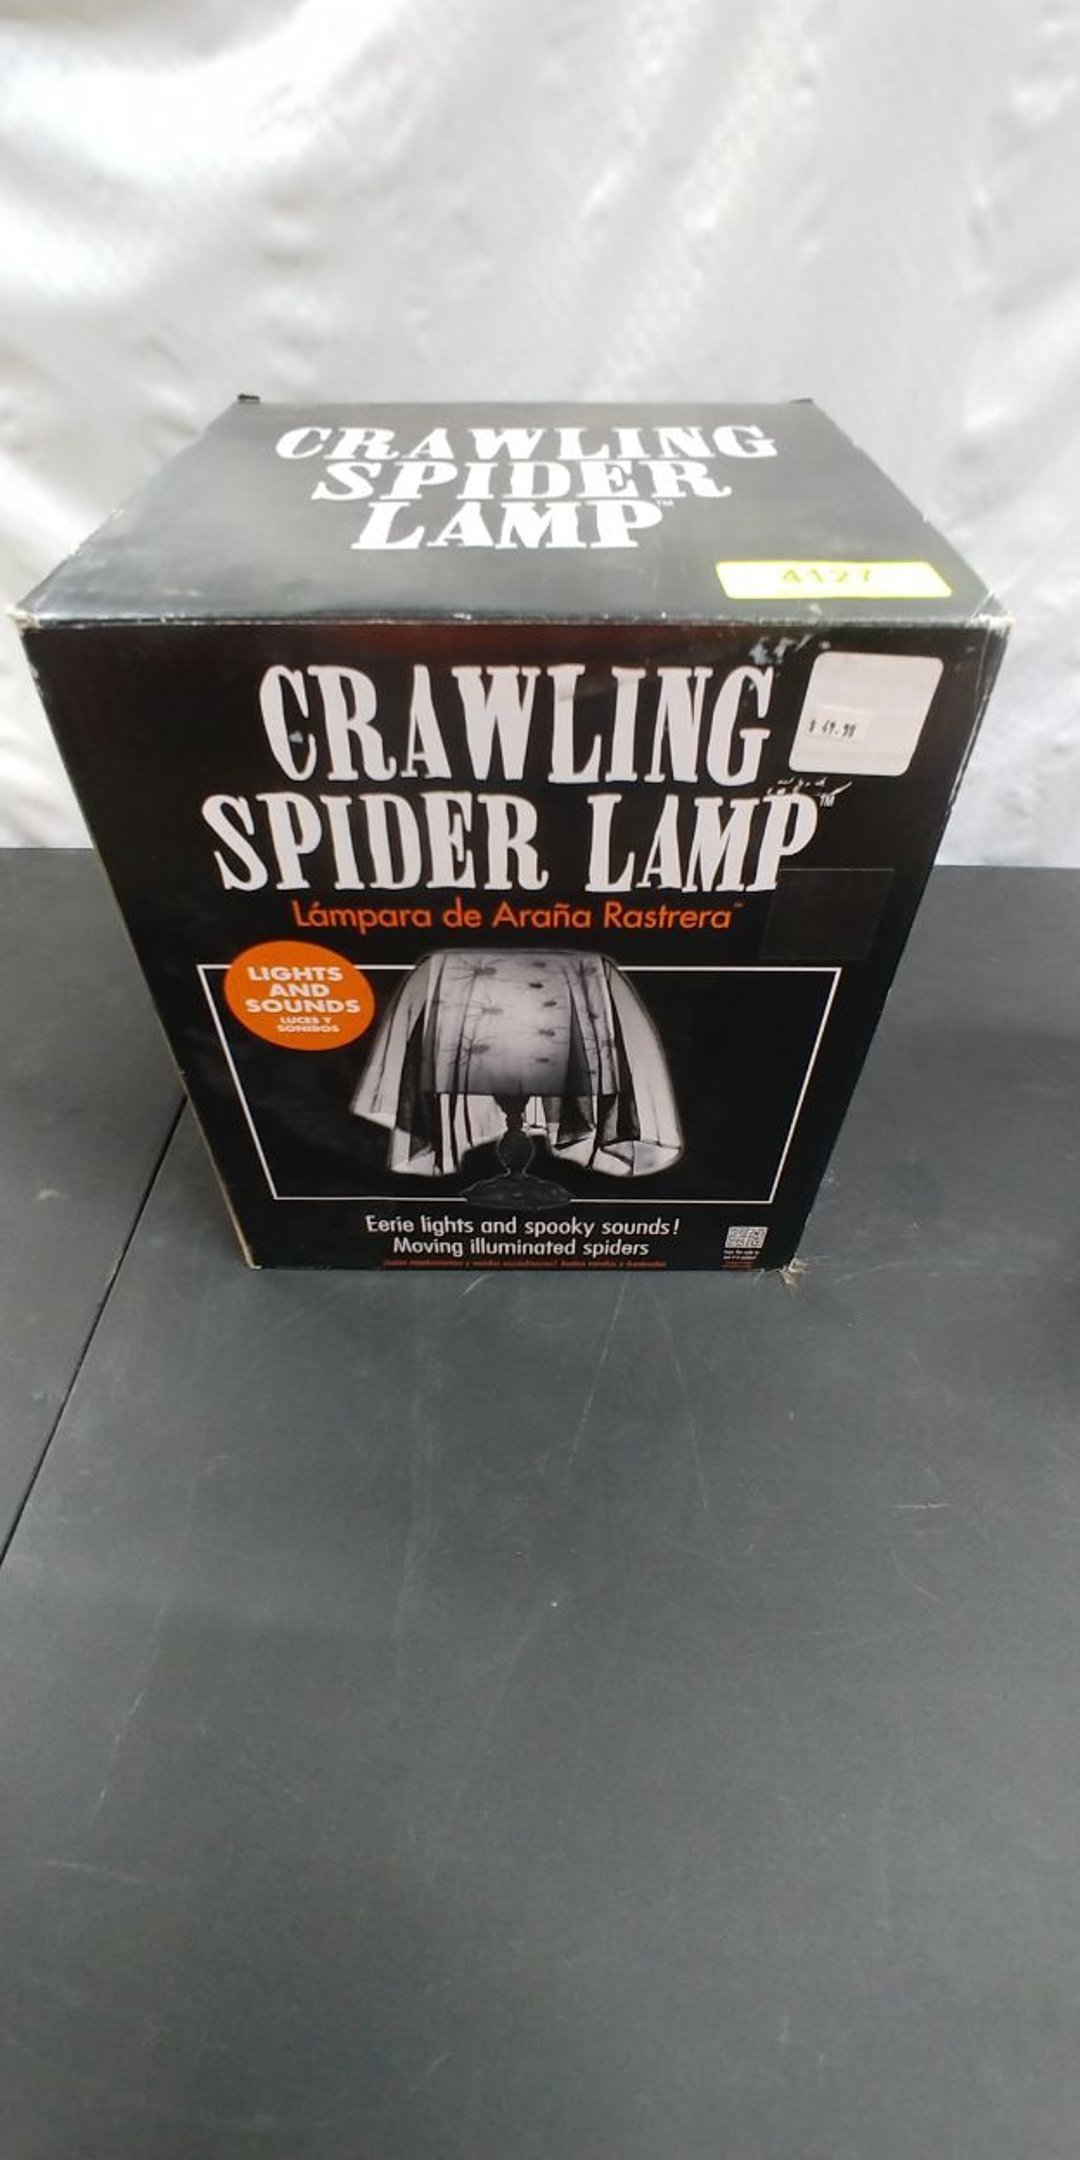 CRAWLING
SPIDER
LAMP™
4127
CRAWLING
$ 49.99
SPIDER LAMP™
Lámpara de Araña Rastrera™
LIGHTS
AND
SOUNDS
LUCES Y
SONIDOS
Eerie lights and spooky sounds!
Moving illuminated spiders